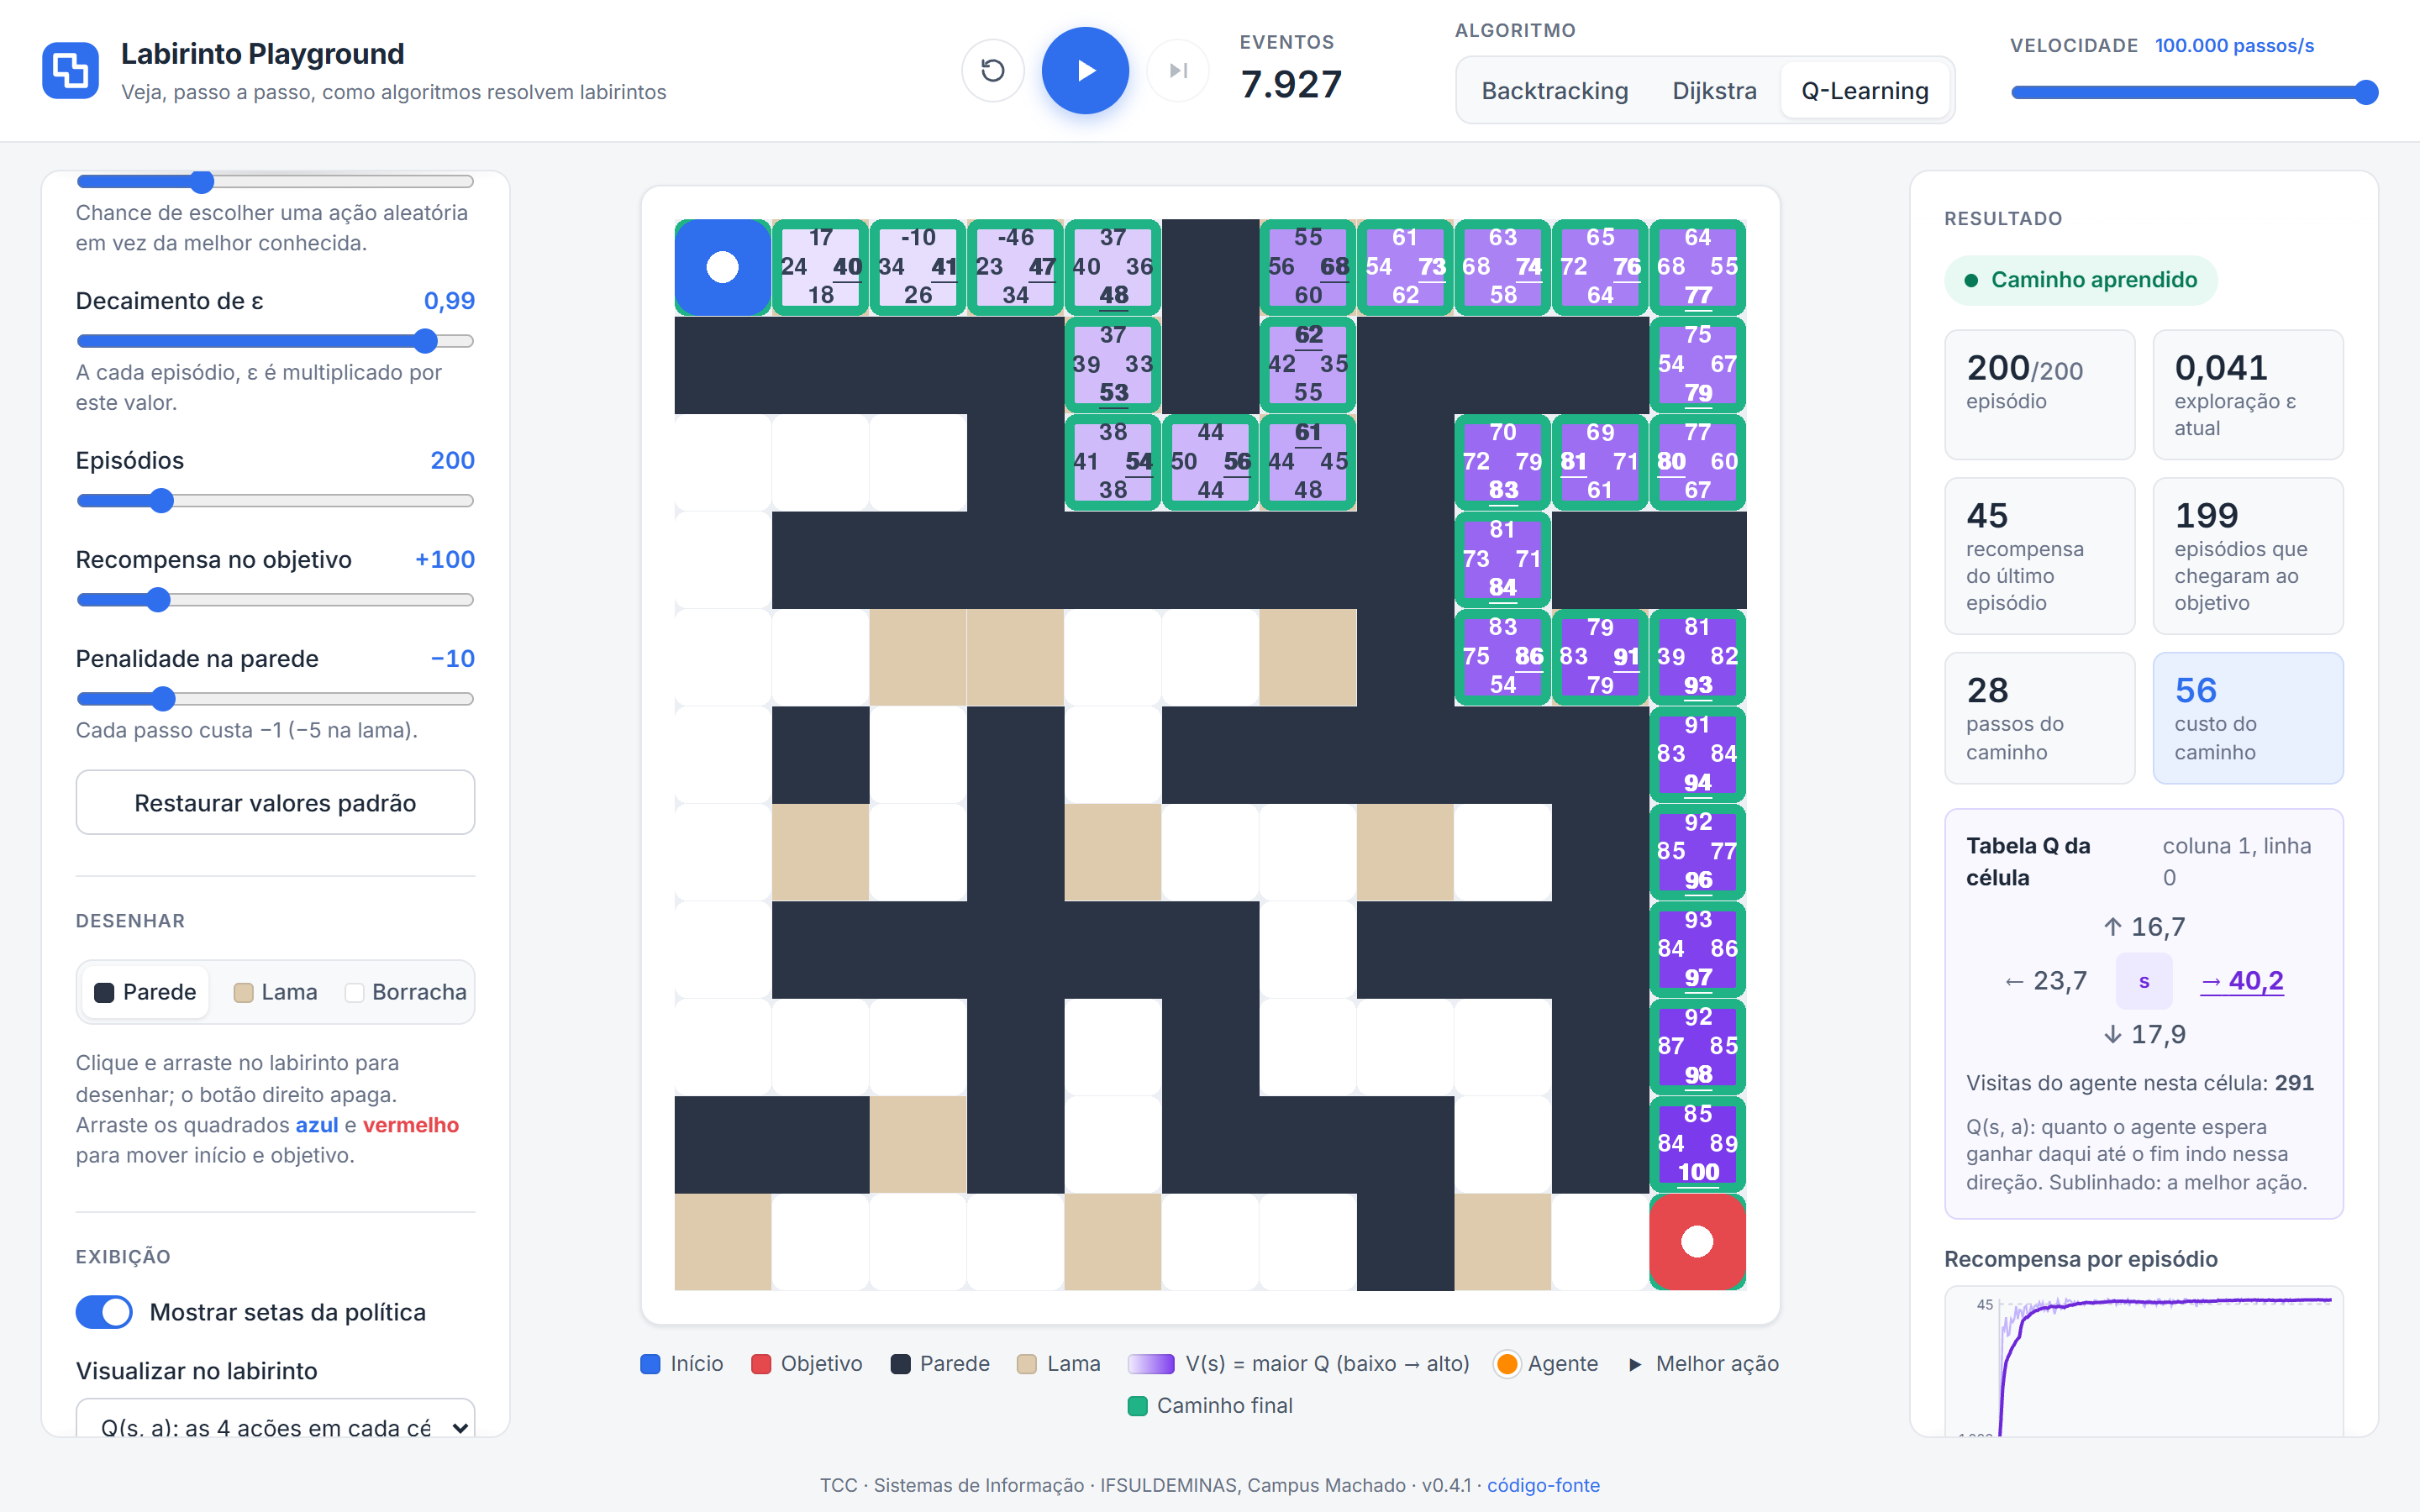 Labirinto Playground
Veja, passo a passo, como algoritmos resolvem labirintos
EVENTOS
7.927
ALGORITMO
Backtracking Dijkstra Q-Learning
VELOCIDADE 100.000 passos/s
Chance de escolher uma ação aleatória
em vez da melhor conhecida.
Decaimento de ε 0,99
A cada episódio, ε é multiplicado por
este valor.
Episódios 200
Recompensa no objetivo +100
Penalidade na parede −10
Cada passo custa −1 (−5 na lama).
Restaurar valores padrão
DESENHAR
Parede Lama Borracha
Clique e arraste no labirinto para
desenhar; o botão direito apaga.
Arraste os quadrados azul e vermelho
para mover início e objetivo.
EXIBIÇÃO
Mostrar setas da política
Visualizar no labirinto
Q(s, a): as 4 ações em cada cé
17 -10 -46 37 55 61 63 65 64
24 40 34 41 23 47 40 36 56 68 54 73 68 74 72 76 68 55
18 26 34 48 60 62 58 64 77
37 62 75
39 33 42 35 54 67
53 55 79
38 44 61 70 69 77
41 54 50 56 44 45 72 79 81 71 80 60
38 44 48 83 61 67
81
73 71
84
83 79 81
75 86 83 91 39 82
54 79 93
91
83 84
94
92
85 77
96
93
84 86
97
92
87 85
98
85
84 89
100
Início Objetivo Parede Lama V(s) = maior Q (baixo → alto) Agente Melhor ação
Caminho final
RESULTADO
Caminho aprendido
200/200
episódio
0,041
exploração ε
atual
45
recompensa
do último
episódio
199
episódios que
chegaram ao
objetivo
28
passos do
caminho
56
custo do
caminho
Tabela Q da
célula
coluna 1, linha
0
↑ 16,7
← 23,7 s → 40,2
↓ 17,9
Visitas do agente nesta célula: 291
Q(s, a): quanto o agente espera
ganhar daqui até o fim indo nessa
direção. Sublinhado: a melhor ação.
Recompensa por episódio
45
TCC · Sistemas de Informação · IFSULDEMINAS, Campus Machado · v0.4.1 · código-fonte